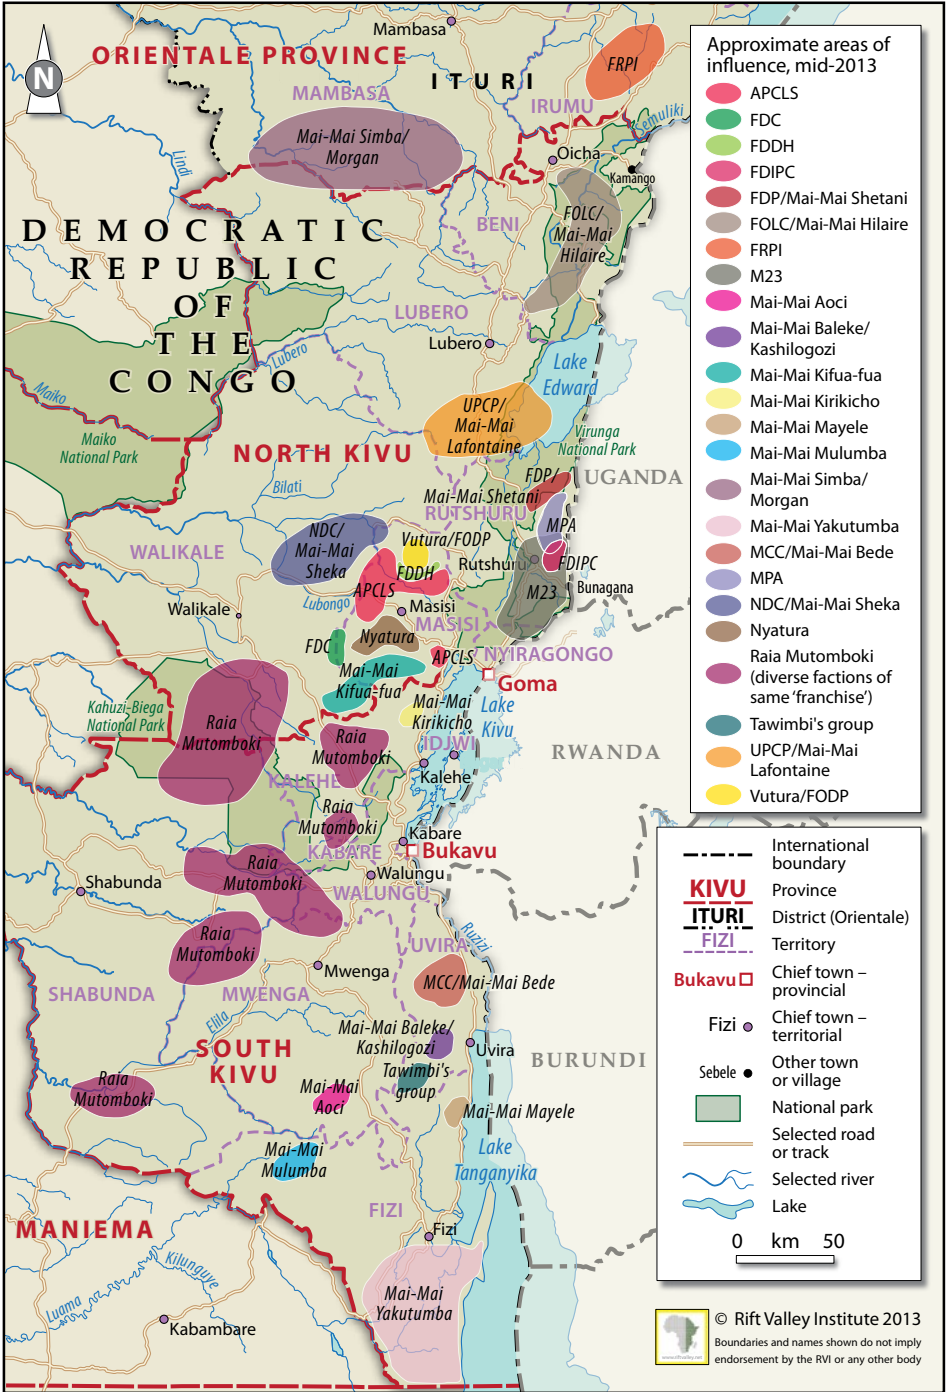 Mambasa
ORIENTALE PROVINCE
N
ITURI
FRPI
MAMBASA
IRUMU
Semuliki
Mai-Mai Simba/
Morgan
Lindi
Oicha
Kamango
DEMOCRATIC
REPUBLIC
OF
THE
CONGO
BENI
FOLC/
Mai-Mai
Hilaire
LUBERO
Lubero
Lubero
Lake
Edward
Maiko
Maiko
National Park
UPCP/
Mai-Mai
Lafontaine
Virunga
National Park
NORTH KIVU
UGANDA
Bilati
FDP/
Mai-Mai Shetani
RUTSHURU
MPA
WALIKALE
NDC/
Mai-Mai
Sheka
Vutura/FODP
Rutshuru
FDIPC
FDDH
APCLS
M23
Bunagana
Walikale
Lubongo
Masisi
MASISI
FDC
Nyatura
APCLS
NYIRAGONGO
Mai-Mai
Kifua-fua
Goma
Kahuzi-Biega
National Park
Mai-Mai
Kirikicho
Lake
Kivu
Raia
Mutomboki
Raia
Mutomboki
IDJWI
RWANDA
KALEHE
Kalehe
Raia
Mutomboki
Kabare
KABARE
Bukavu
Raia
Mutomboki
Walungu
Shabunda
WALUNGU
Raia
Mutomboki
UVIRA
Ruzizi
Mwenga
MCC/Mai-Mai Bede
SHABUNDA
MWENGA
Elila
Mai-Mai Baleke/
Kashilogozi
SOUTH
KIVU
Uvira
BURUNDI
Tawimbi's
group
Raia
Mutomboki
Mai-Mai
Aoci
Mai-Mai Mayele
Mai-Mai
Mulumba
Lake
Tanganyika
FIZI
MANIEMA
Fizi
Kilunguye
Luama
Mai-Mai
Yakutumba
Kabambare
Approximate areas of
influence, mid-2013
APCLS
FDC
FDDH
FDIPC
FDP/Mai-Mai Shetani
FOLC/Mai-Mai Hilaire
FRPI
M23
Mai-Mai Aoci
Mai-Mai Baleke/
Kashilogozi
Mai-Mai Kifua-fua
Mai-Mai Kirikicho
Mai-Mai Mayele
Mai-Mai Mulumba
Mai-Mai Simba/
Morgan
Mai-Mai Yakutumba
MCC/Mai-Mai Bede
MPA
NDC/Mai-Mai Sheka
Nyatura
Raia Mutomboki
(diverse factions of
same 'franchise')
Tawimbi's group
UPCP/Mai-Mai
Lafontaine
Vutura/FODP
International
boundary
KIVU Province
ITURI District (Orientale)
FIZI Territory
Bukavu Chief town –
provincial
Fizi Chief town –
territorial
Sebele Other town
or village
National park
Selected road
or track
Selected river
Lake
0 km 50
© Rift Valley Institute 2013
Boundaries and names shown do not imply
endorsement by the RVI or any other body
www.riftvalley.net